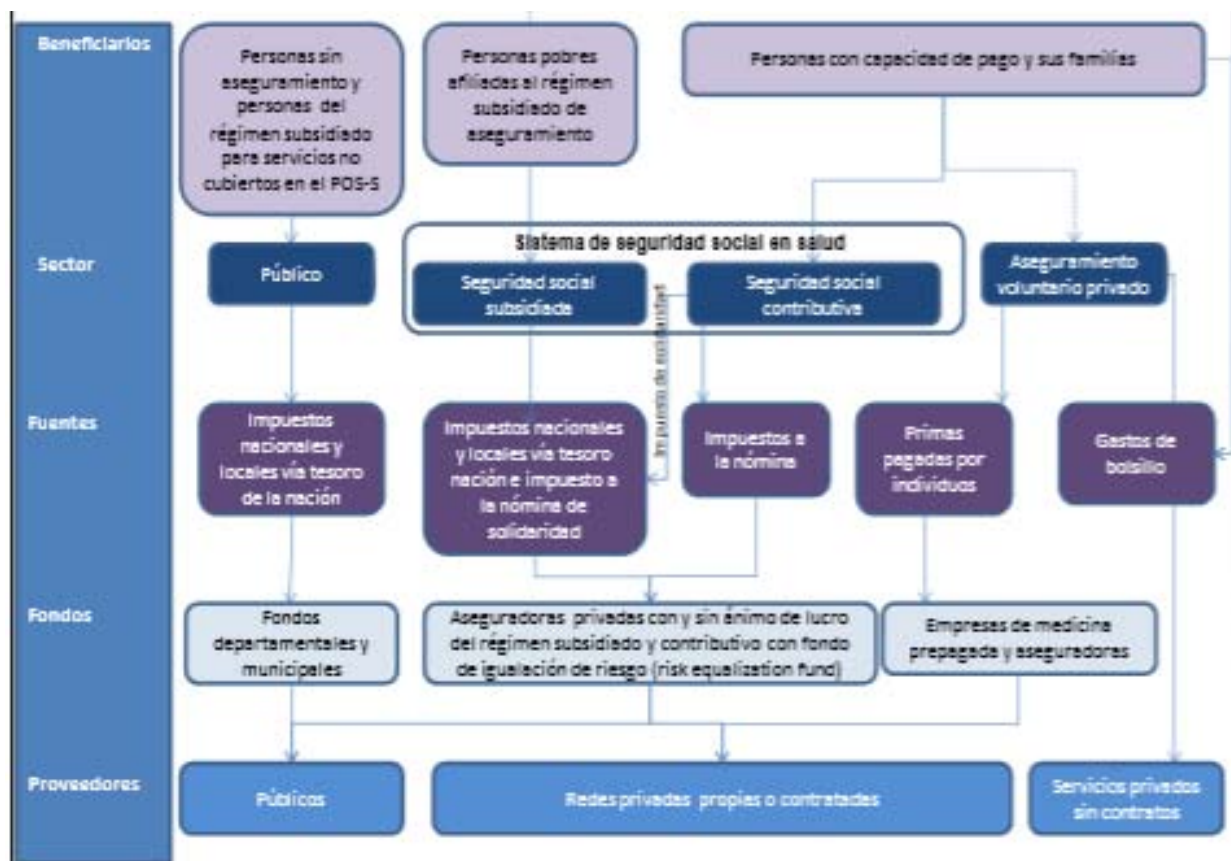 Beneficiarios
Personas sin
aseguramiento y
personas del
régimen subsidiado
para servicios no
cubiertos en el POS-S
Personas pobres
afiliadas al régimen
subsidiado de
aseguramiento
Personas con capacidad de pago y sus familias
Sector
Público
Sistema de seguridad social en salud
Seguridad social
subsidiada
Seguridad social
contributiva
Aseguramiento
voluntario privado
Impuesto de solidaridad
Fuentes
Impuestos
nacionales y
locales vía tesoro
de la nación
Impuestos nacionales
y locales vía tesoro
nación e impuesto a
la nómina de
solidaridad
Impuestos a
la nómina
Primas
pagadas por
individuos
Gastos de
bolsillo
Fondos
Fondos
departamentales y
municipales
Aseguradoras privadas con y sin ánimo de lucro
del régimen subsidiado y contributivo con fondo
de igualación de riesgo (risk equalization fund)
Empresas de medicina
prepagada y aseguradoras
Proveedores
Públicos
Redes privadas propias o contratadas
Servicios privados
sin contratos